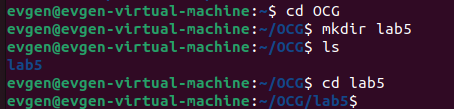 evgen@evgen-virtual-machine:~$ cd OCG
evgen@evgen-virtual-machine:~/OCG$ mkdir lab5
evgen@evgen-virtual-machine:~/OCG$ ls
lab5
evgen@evgen-virtual-machine:~/OCG$ cd lab5
evgen@evgen-virtual-machine:~/OCG/lab5$